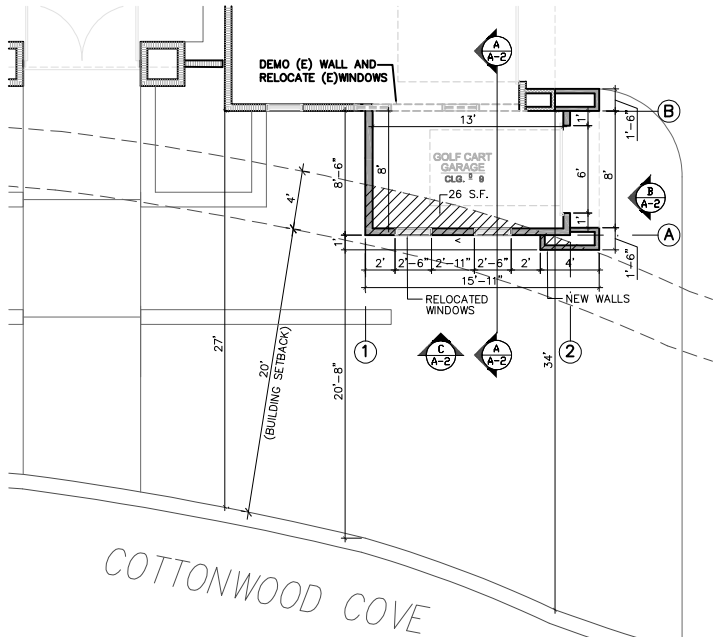 A
A-2
DEMO (E) WALL AND
RELOCATE (E)WINDOWS
B
13'
1'
1'-6"
8'-6"
8'
GOLF CART
GARAGE
CLG. @ 9
6'
8'
B
A-2
26 S.F.
4'
1'
A
1'
<
1'-6"
2'
2'-6"
2'-11"
2'-6"
2'
4'
15'-11"
RELOCATED
WINDOWS
NEW WALLS
1
C
A-2
A
A-2
2
27'
20'
(BUILDING SETBACK)
20'-8"
34'
COTTONWOOD COVE